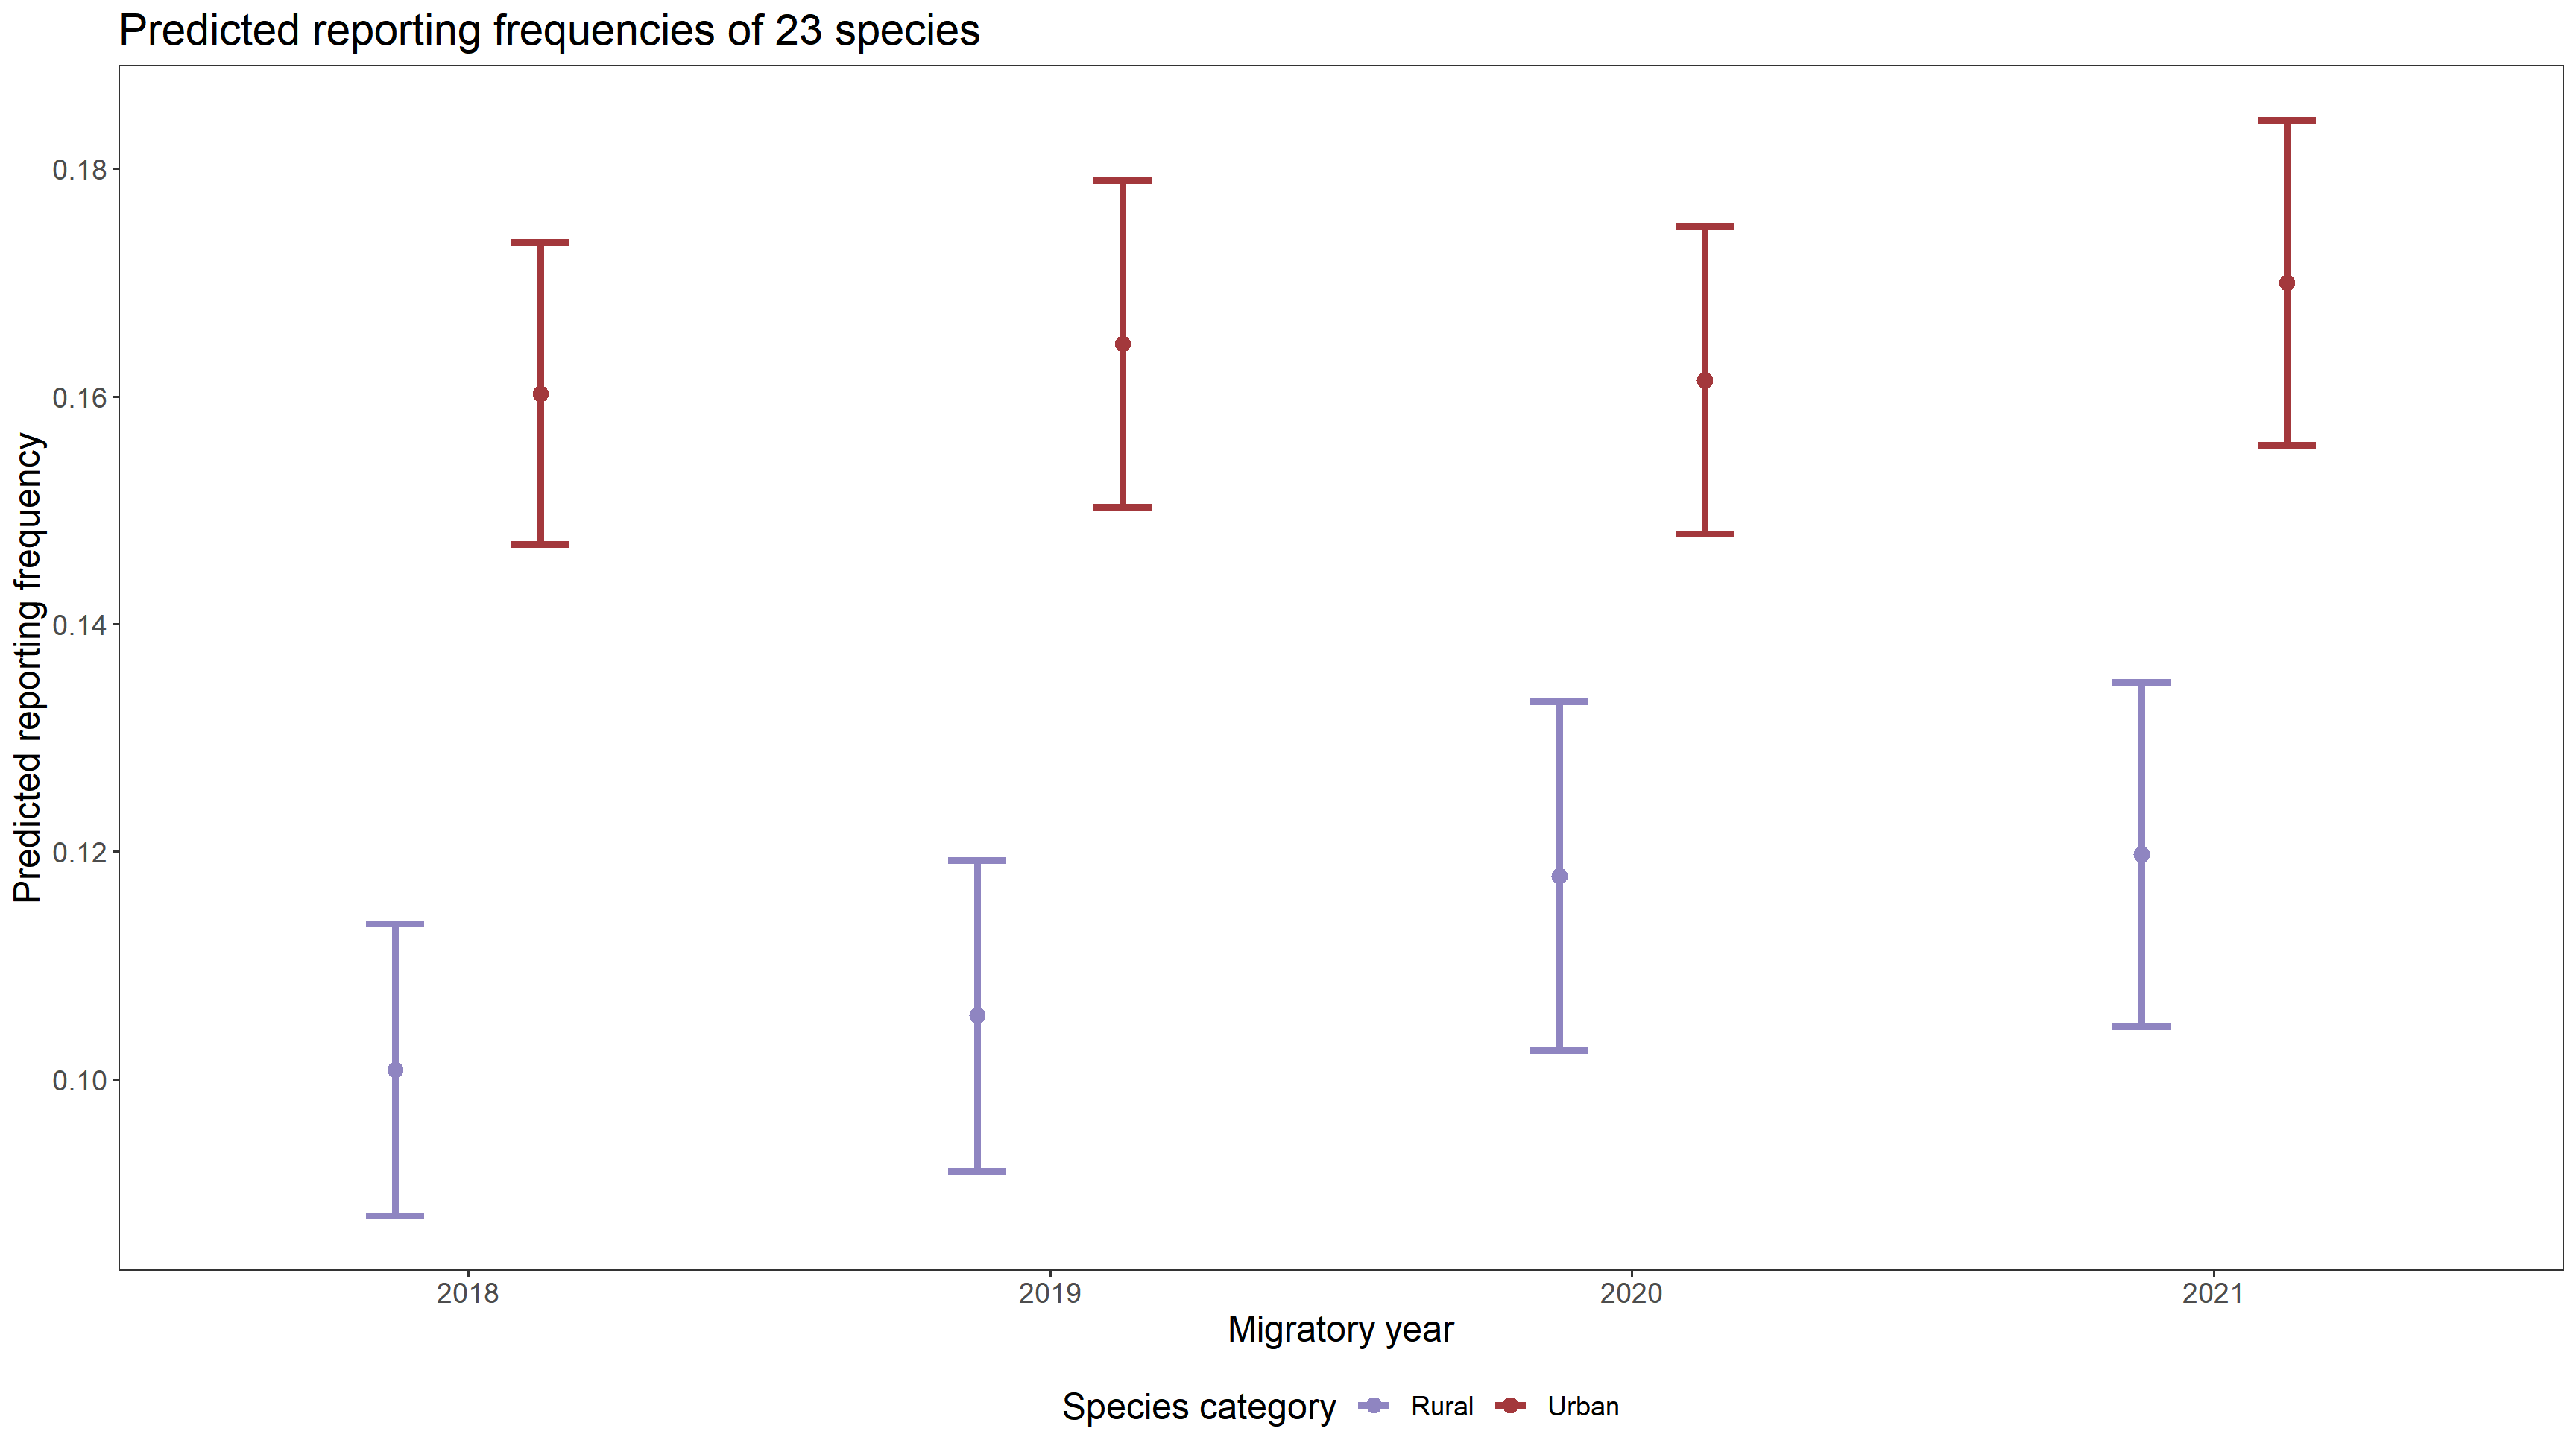 Predicted reporting frequencies of 23 species
Predicted reporting frequency
0.18
0.16
0.14
0.12
0.10
2018 2019 2020 2021
Migratory year
Species category Rural Urban